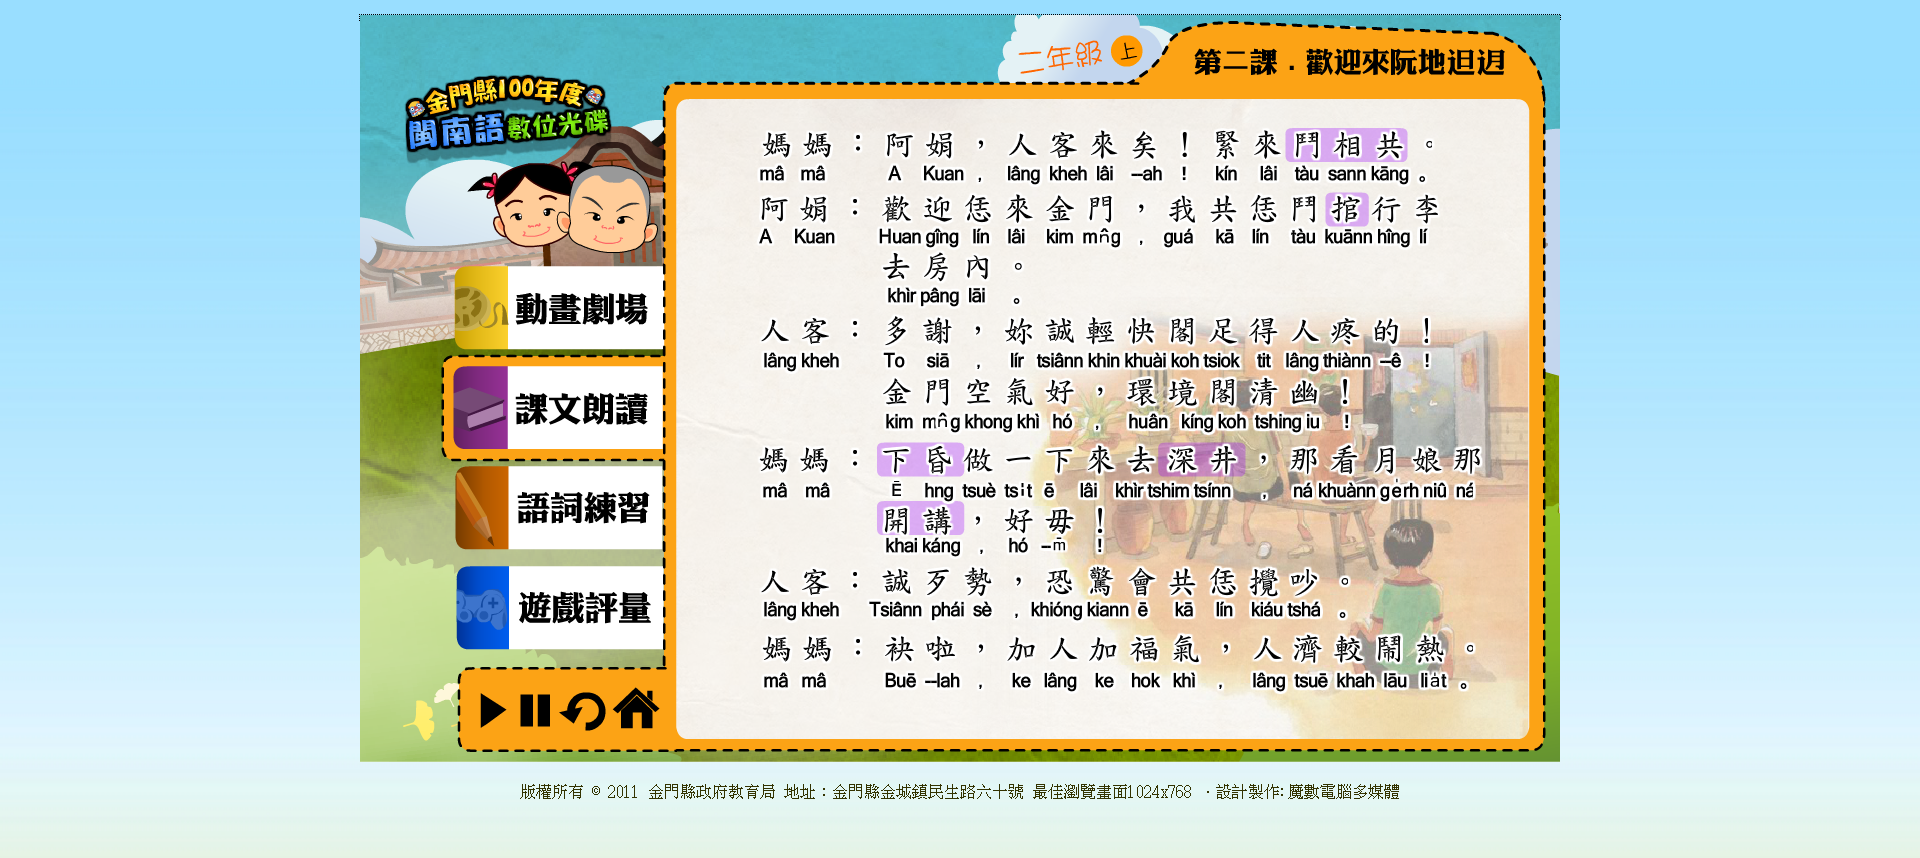 二年級 上
第二課．歡迎來阮地𨑨迌
金門縣100年度
閩南語數位光碟
動畫劇場
課文朗讀
語詞練習
遊戲評量
媽媽：阿娟，人客來矣！緊來鬥相共。
mâ mâ A Kuan , lâng kheh lâi --ah ! kín lâi tàu sann kāng 。
阿娟：歡迎恁來金門，我共恁鬥捾行李
A Kuan Huan gîng lín lâi kim mn̂g , guá kā lín tàu kuānn hîng lí
去房內。
khìr pâng lāi 。
人客：多謝，妳誠輕快閣足得人疼的！
lâng kheh To siā , lír tsiânn khin khuài koh tsiok tit lâng thiànn --ê !
金門空氣好，環境閣清幽！
kim mn̂g khong khì hó , huân kíng koh tshing iu !
媽媽：下昏做一下來去深井，那看月娘那
mâ mâ Ē hng tsuè tsi̍t ē lâi khìr tshim tsínn , ná khuànn ge̍rh niû ná
開講，好毋！
khai káng , hó --m̄ !
人客：誠歹勢，恐驚會共恁攪吵。
lâng kheh Tsiânn phái sè , khióng kiann ē kā lín kiáu tshá 。
媽媽：袂啦，加人加福氣，人濟較鬧熱。
mâ mâ Buē --lah , ke lâng ke hok khì , lâng tsuē khah lāu lia̍t 。
版權所有 © 2011 金門縣政府教育局 地址：金門縣金城鎮民生路六十號 最佳瀏覽畫面1024x768 ‧設計製作: 魔數電腦多媒體